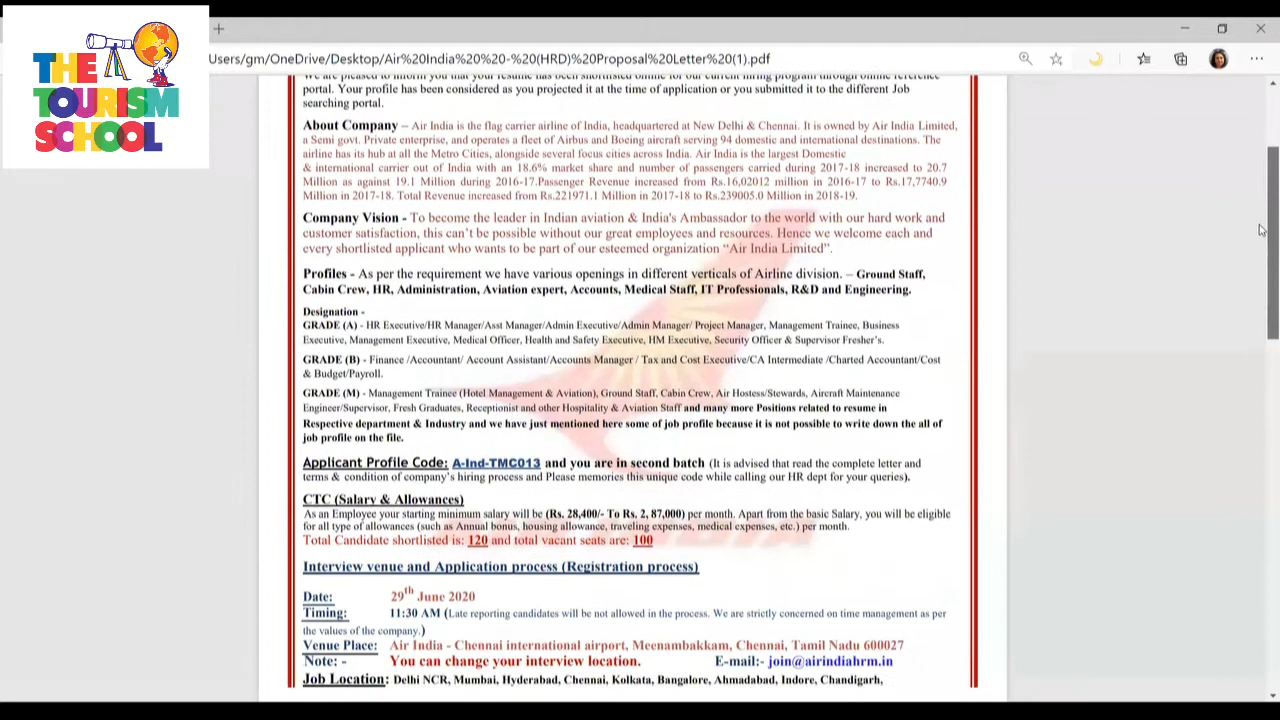 THE
TOURISM
SCHOOL
Users/gm/OneDrive/Desktop/Air%20India%20%20-%20(HRD)%20Proposal%20Letter%20(1).pdf
We are pleased to inform you that your resume has been shortlisted online for our current hiring program through online reference
portal. Your profile has been considered as you projected it at the time of application or you submitted it to the different Job
searching portal.
About Company – Air India is the flag carrier airline of India, headquartered at New Delhi & Chennai. It is owned by Air India Limited,
a Semi govt. Private enterprise, and operates a fleet of Airbus and Boeing aircraft serving 94 domestic and international destinations. The
airline has its hub at all the Metro Cities, alongside several focus cities across India. Air India is the largest Domestic
& international carrier out of India with an 18.6% market share and number of passengers carried during 2017-18 increased to 20.7
Million as against 19.1 Million during 2016-17.Passenger Revenue increased from Rs.16,02012 million in 2016-17 to Rs.17,7740.9
Million in 2017-18. Total Revenue increased from Rs.221971.1 Million in 2017-18 to Rs.239005.0 Million in 2018-19.
Company Vision - To become the leader in Indian aviation & India's Ambassador to the world with our hard work and
customer satisfaction, this can't be possible without our great employees and resources. Hence we welcome each and
every shortlisted applicant who wants to be part of our esteemed organization “Air India Limited”.
Profiles - As per the requirement we have various openings in different verticals of Airline division. – Ground Staff,
Cabin Crew, HR, Administration, Aviation expert, Accounts, Medical Staff, IT Professionals, R&D and Engineering.
Designation -
GRADE (A) - HR Executive/HR Manager/Asst Manager/Admin Executive/Admin Manager/ Project Manager, Management Trainee, Business
Executive, Management Executive, Medical Officer, Health and Safety Executive, HM Executive, Security Officer & Supervisor Fresher's.
GRADE (B) - Finance /Accountant/ Account Assistant/Accounts Manager / Tax and Cost Executive/CA Intermediate /Charted Accountant/Cost
& Budget/Payroll.
GRADE (M) - Management Trainee (Hotel Management & Aviation), Ground Staff, Cabin Crew, Air Hostess/Stewards, Aircraft Maintenance
Engineer/Supervisor, Fresh Graduates, Receptionist and other Hospitality & Aviation Staff and many more Positions related to resume in
Respective department & Industry and we have just mentioned here some of job profile because it is not possible to write down the all of
job profile on the file.
Applicant Profile Code: A-Ind-TMC013 and you are in second batch (It is advised that read the complete letter and
terms & condition of company's hiring process and Please memories this unique code while calling our HR dept for your queries).
CTC (Salary & Allowances)
As an Employee your starting minimum salary will be (Rs. 28,400/- To Rs. 2, 87,000) per month. Apart from the basic Salary, you will be eligible
for all type of allowances (such as Annual bonus, housing allowance, traveling expenses, medical expenses, etc.) per month.
Total Candidate shortlisted is: 120 and total vacant seats are: 100
Interview venue and Application process (Registration process)
Date: 29th June 2020
Timing: 11:30 AM (Late reporting candidates will be not allowed in the process. We are strictly concerned on time management as per
the values of the company.)
Venue Place: Air India - Chennai international airport, Meenambakkam, Chennai, Tamil Nadu 600027
Note: - You can change your interview location. E-mail:- join@airindiahrm.in
Job Location: Delhi NCR, Mumbai, Hyderabad, Chennai, Kolkata, Bangalore, Ahmadabad, Indore, Chandigarh,